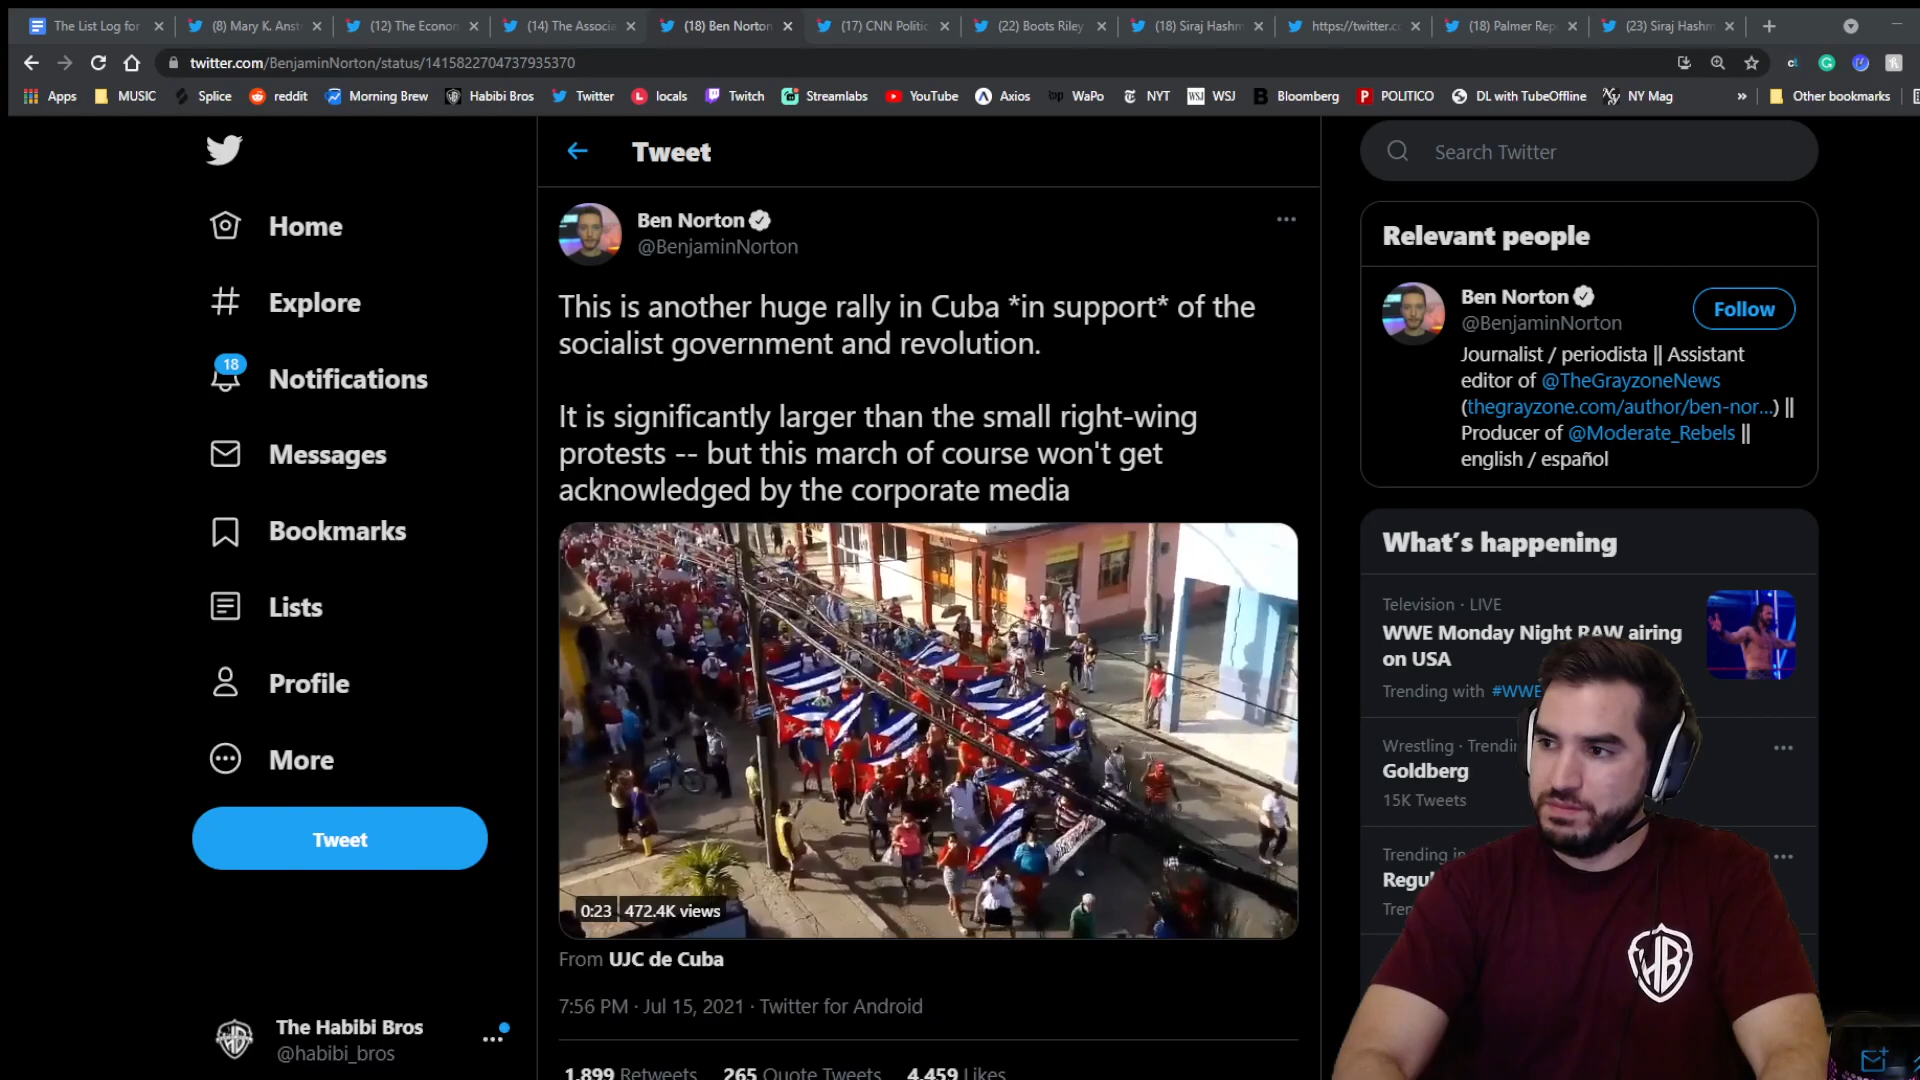 The List Log for
(8) Mary K. Anst
(12) The Econom
(14) The Associa
(18) Ben Norton
(17) CNN Politic
(22) Boots Riley
(18) Siraj Hashm
https://twitter.c
(18) Palmer Rep
(23) Siraj Hashm
twitter.com/BenjaminNorton/status/1415822704737935370
Apps
MUSIC
Splice
reddit
Morning Brew
Habibi Bros
Twitter
locals
Twitch
Streamlabs
YouTube
Axios
WaPo
NYT
WSJ
Bloomberg
POLITICO
DL with TubeOffline
NY Mag
»
Other bookmarks
Home
Explore
18
Notifications
Messages
Bookmarks
Lists
Profile
More
Tweet
The Habibi Bros
@habibi_bros
Tweet
Ben Norton
@BenjaminNorton
This is another huge rally in Cuba *in support* of the
socialist government and revolution.
It is significantly larger than the small right-wing
protests -- but this march of course won't get
acknowledged by the corporate media
0:23 472.4K views
From UJC de Cuba
7:56 PM · Jul 15, 2021 · Twitter for Android
1,899 Retweets 265 Quote Tweets 4,459 Likes
Search Twitter
Relevant people
Ben Norton
@BenjaminNorton
Follow
Journalist / periodista || Assistant
editor of @TheGrayzoneNews
(thegrayzone.com/author/ben-nor...) ||
Producer of @Moderate_Rebels ||
english / español
What's happening
Television · LIVE
WWE Monday Night RAW airing
on USA
Trending with #WWE
Wrestling · Trendin
Goldberg
15K Tweets
Trending in
Regu
Tren
HB